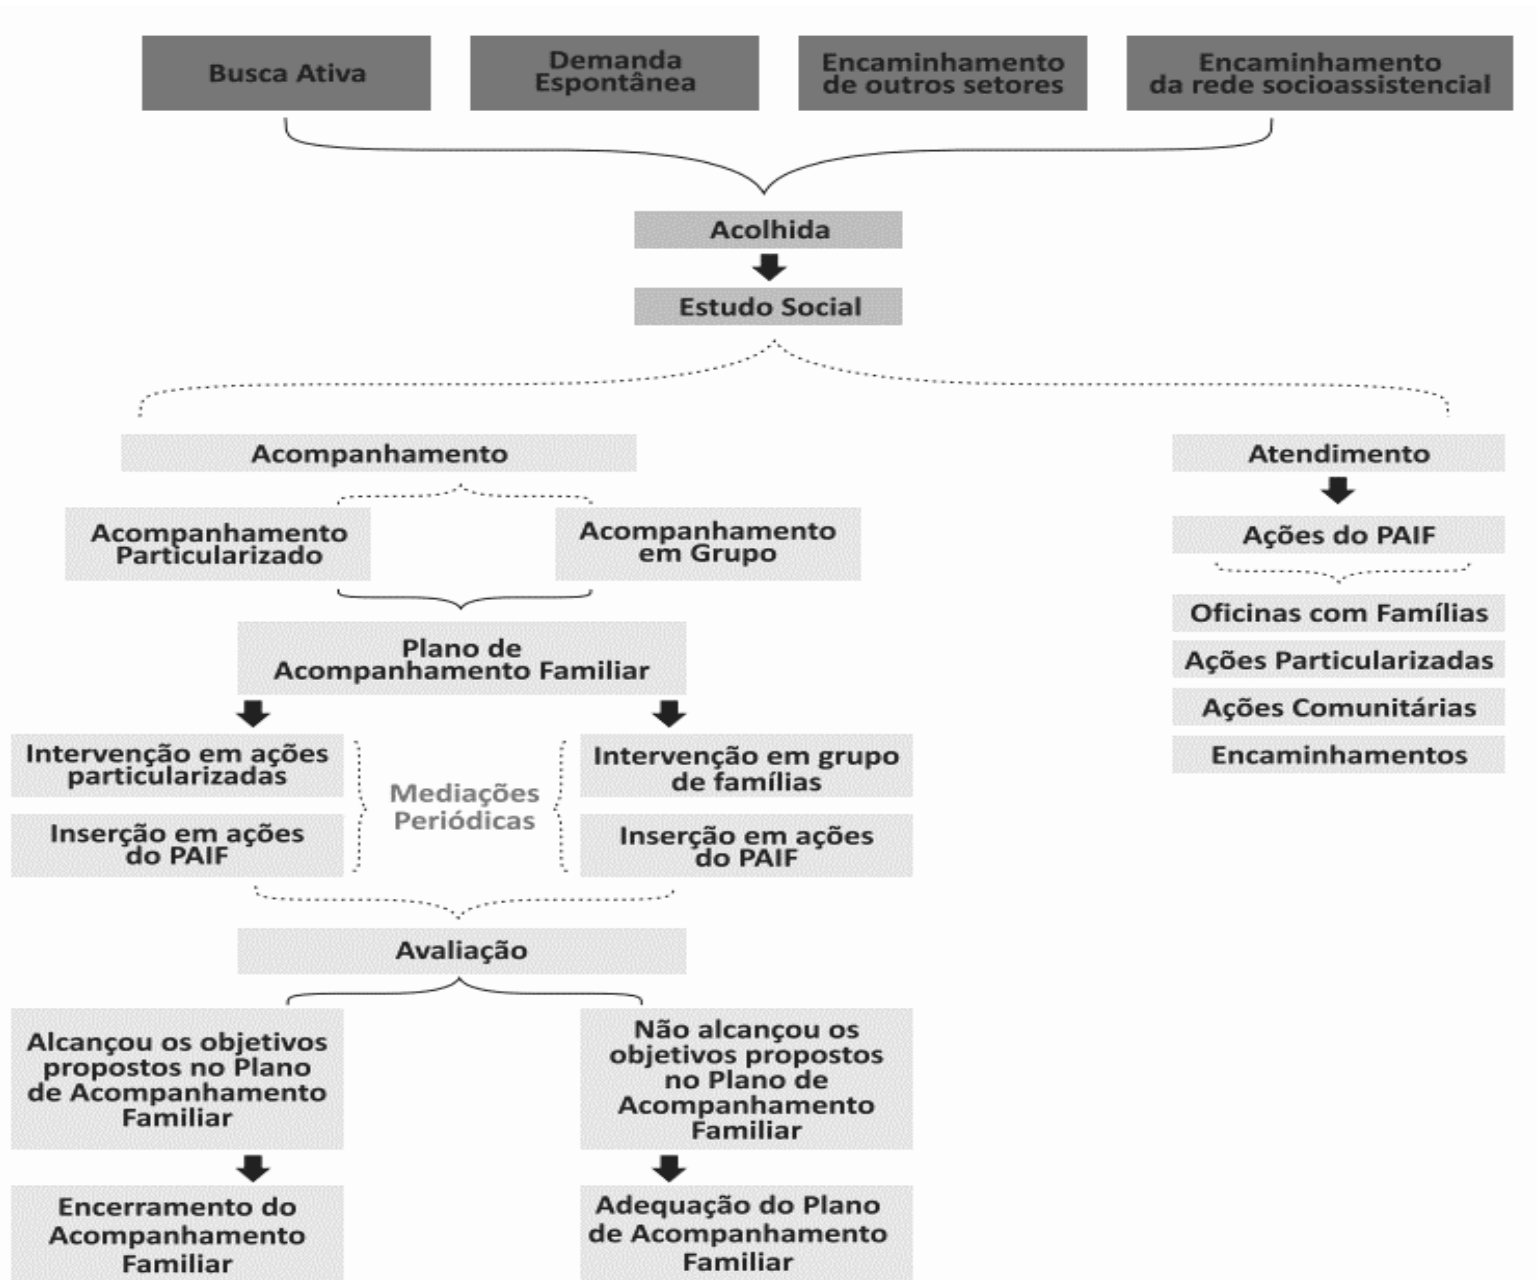 Busca Ativa
Demanda
Espontânea
Encaminhamento
de outros setores
Encaminhamento
da rede socioassistencial
Acolhida
Estudo Social
Acompanhamento
Atendimento
Acompanhamento
Particularizado
Acompanhamento
em Grupo
Ações do PAIF
Oficinas com Famílias
Ações Particularizadas
Ações Comunitárias
Encaminhamentos
Plano de
Acompanhamento Familiar
Intervenção em ações
particularizadas
Inserção em ações
do PAIF
Mediações
Periódicas
Intervenção em grupo
de famílias
Inserção em ações
do PAIF
Avaliação
Alcançou os objetivos
propostos no Plano
de Acompanhamento
Familiar
Não alcançou os
objetivos propostos
no Plano de
Acompanhamento
Familiar
Encerramento do
Acompanhamento
Familiar
Adequação do Plano
de Acompanhamento
Familiar